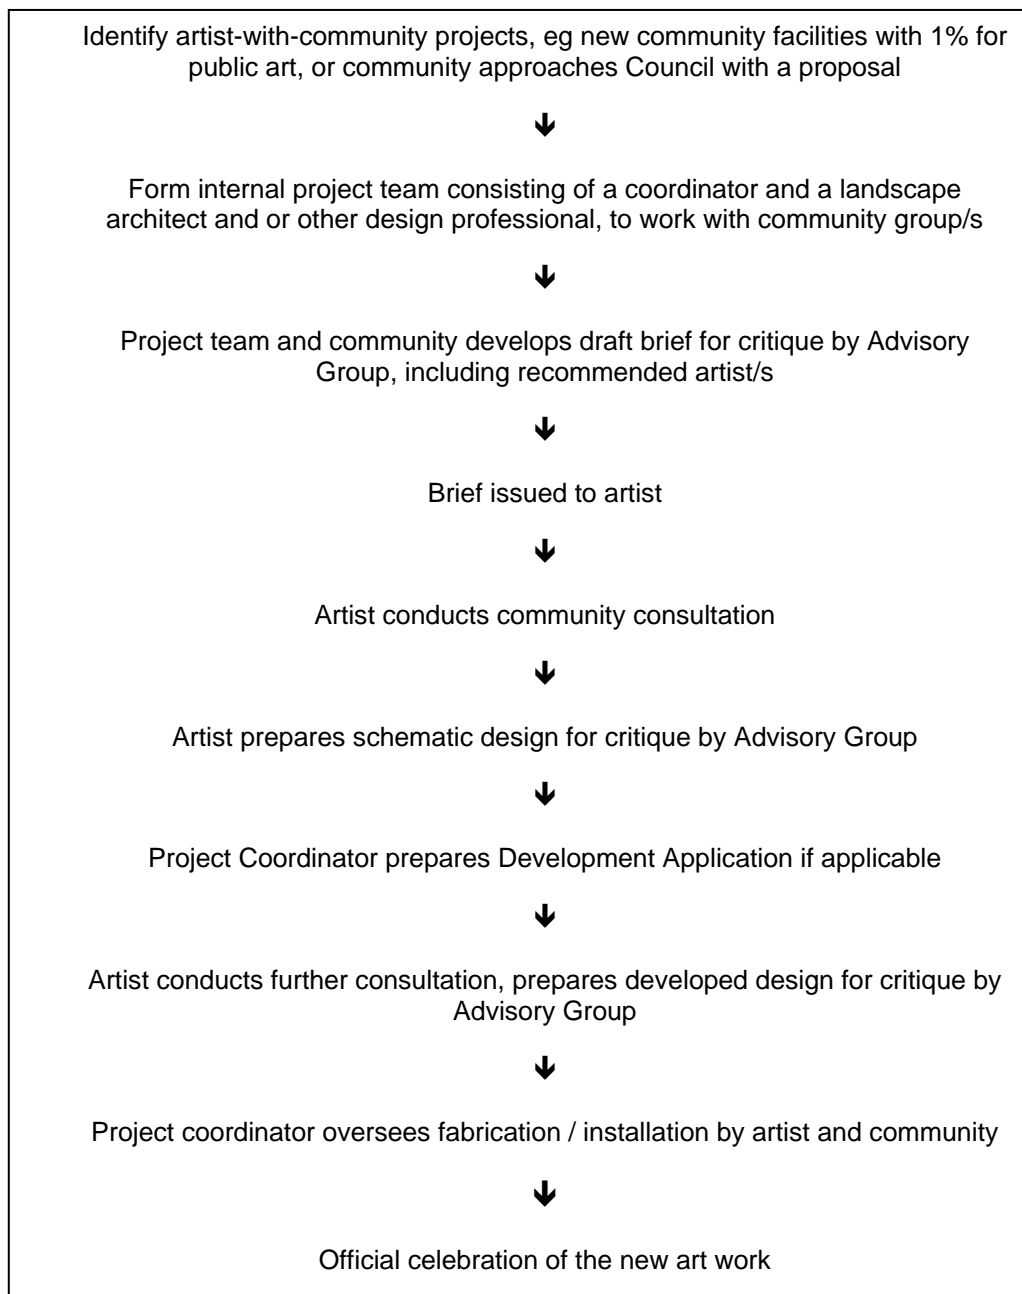 Identify artist-with-community projects, eg new community facilities with 1% for
public art, or community approaches Council with a proposal
Form internal project team consisting of a coordinator and a landscape
architect and or other design professional, to work with community group/s
Project team and community develops draft brief for critique by Advisory
Group, including recommended artist/s
Brief issued to artist
Artist conducts community consultation
Artist prepares schematic design for critique by Advisory Group
Project Coordinator prepares Development Application if applicable
Artist conducts further consultation, prepares developed design for critique by
Advisory Group
Project coordinator oversees fabrication / installation by artist and community
Official celebration of the new art work